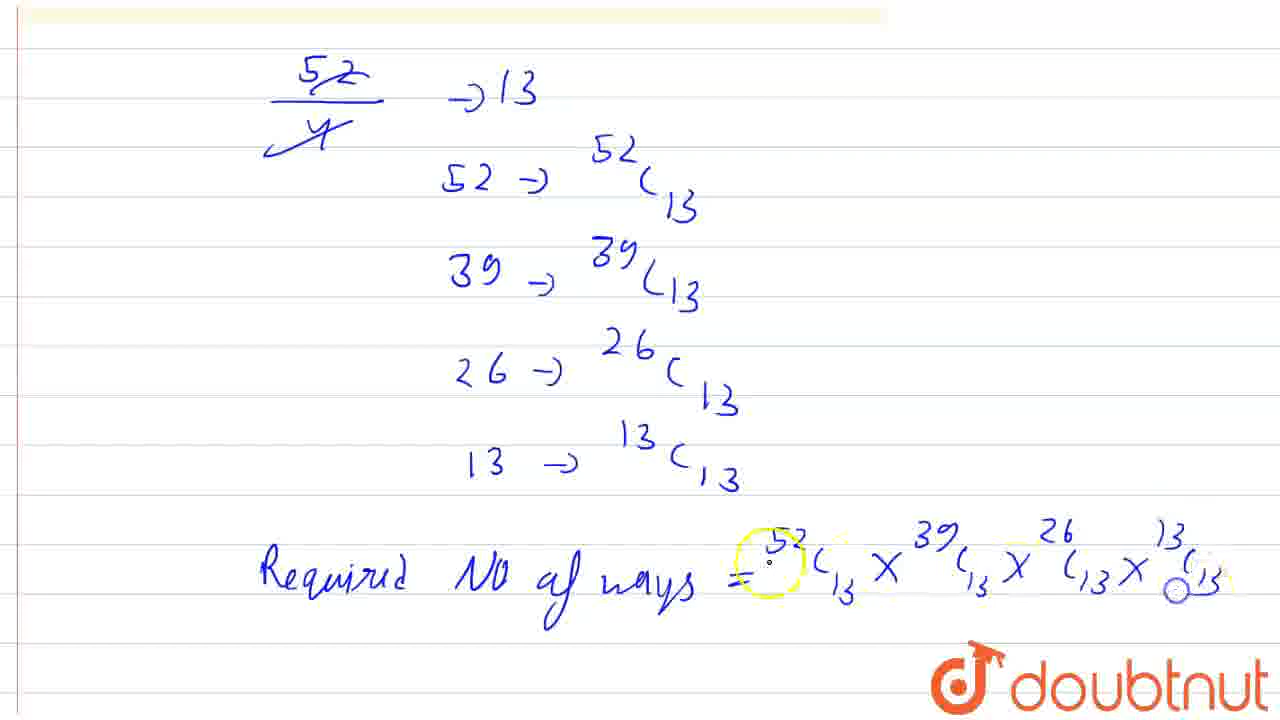 52/4 → 13
52 → ⁵²C₁₃
39 → ³⁹C₁₃
26 → ²⁶C₁₃
13 → ¹³C₁₃
Required No of ways = ⁵²C₁₃ X ³⁹C₁₃ X ²⁶C₁₃ X ¹³C₁₃
doubtnut